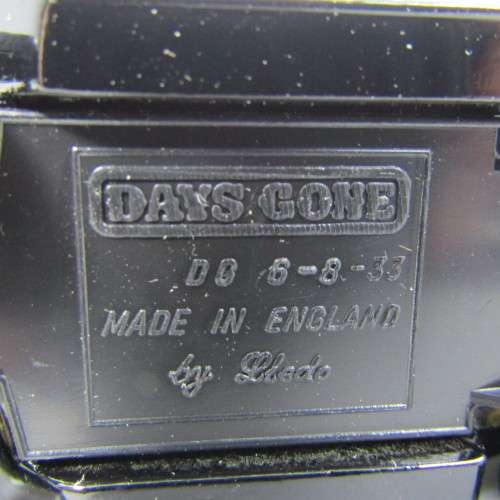 DAYS GONE
DG 6-8-33
MADE IN ENGLAND
by Lledo